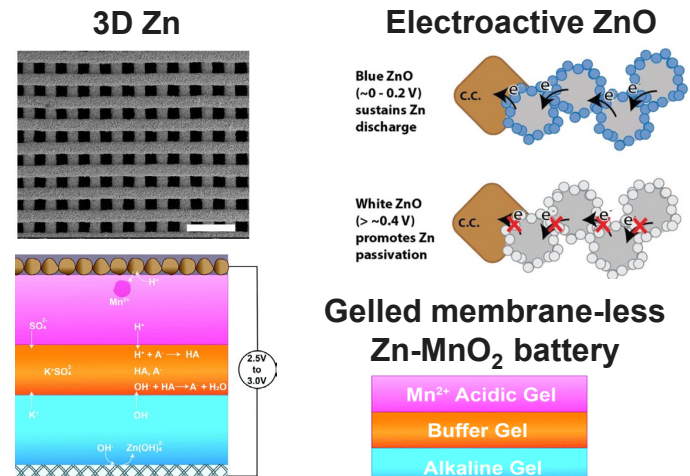 3D Zn
Electroactive ZnO
Blue ZnO
(~0 - 0.2 V)
sustains Zn
discharge
C.C.
e⁻
e⁻
e⁻
e⁻
White ZnO
(> ~0.4 V)
promotes Zn
passivation
C.C.
e⁻
e⁻
e⁻
e⁻
H⁺
Mn²⁺
SO₄²⁻
H⁺
H⁺ + A⁻ → HA
K⁺SO₄²⁻
HA, A⁻
OH⁻ + HA → A⁻ + H₂O
K⁺
OH⁻
OH⁻
Zn(OH)₄²⁻
2.5V
to
3.0V
Gelled membrane-less
Zn-MnO₂ battery
Mn²⁺ Acidic Gel
Buffer Gel
Alkaline Gel